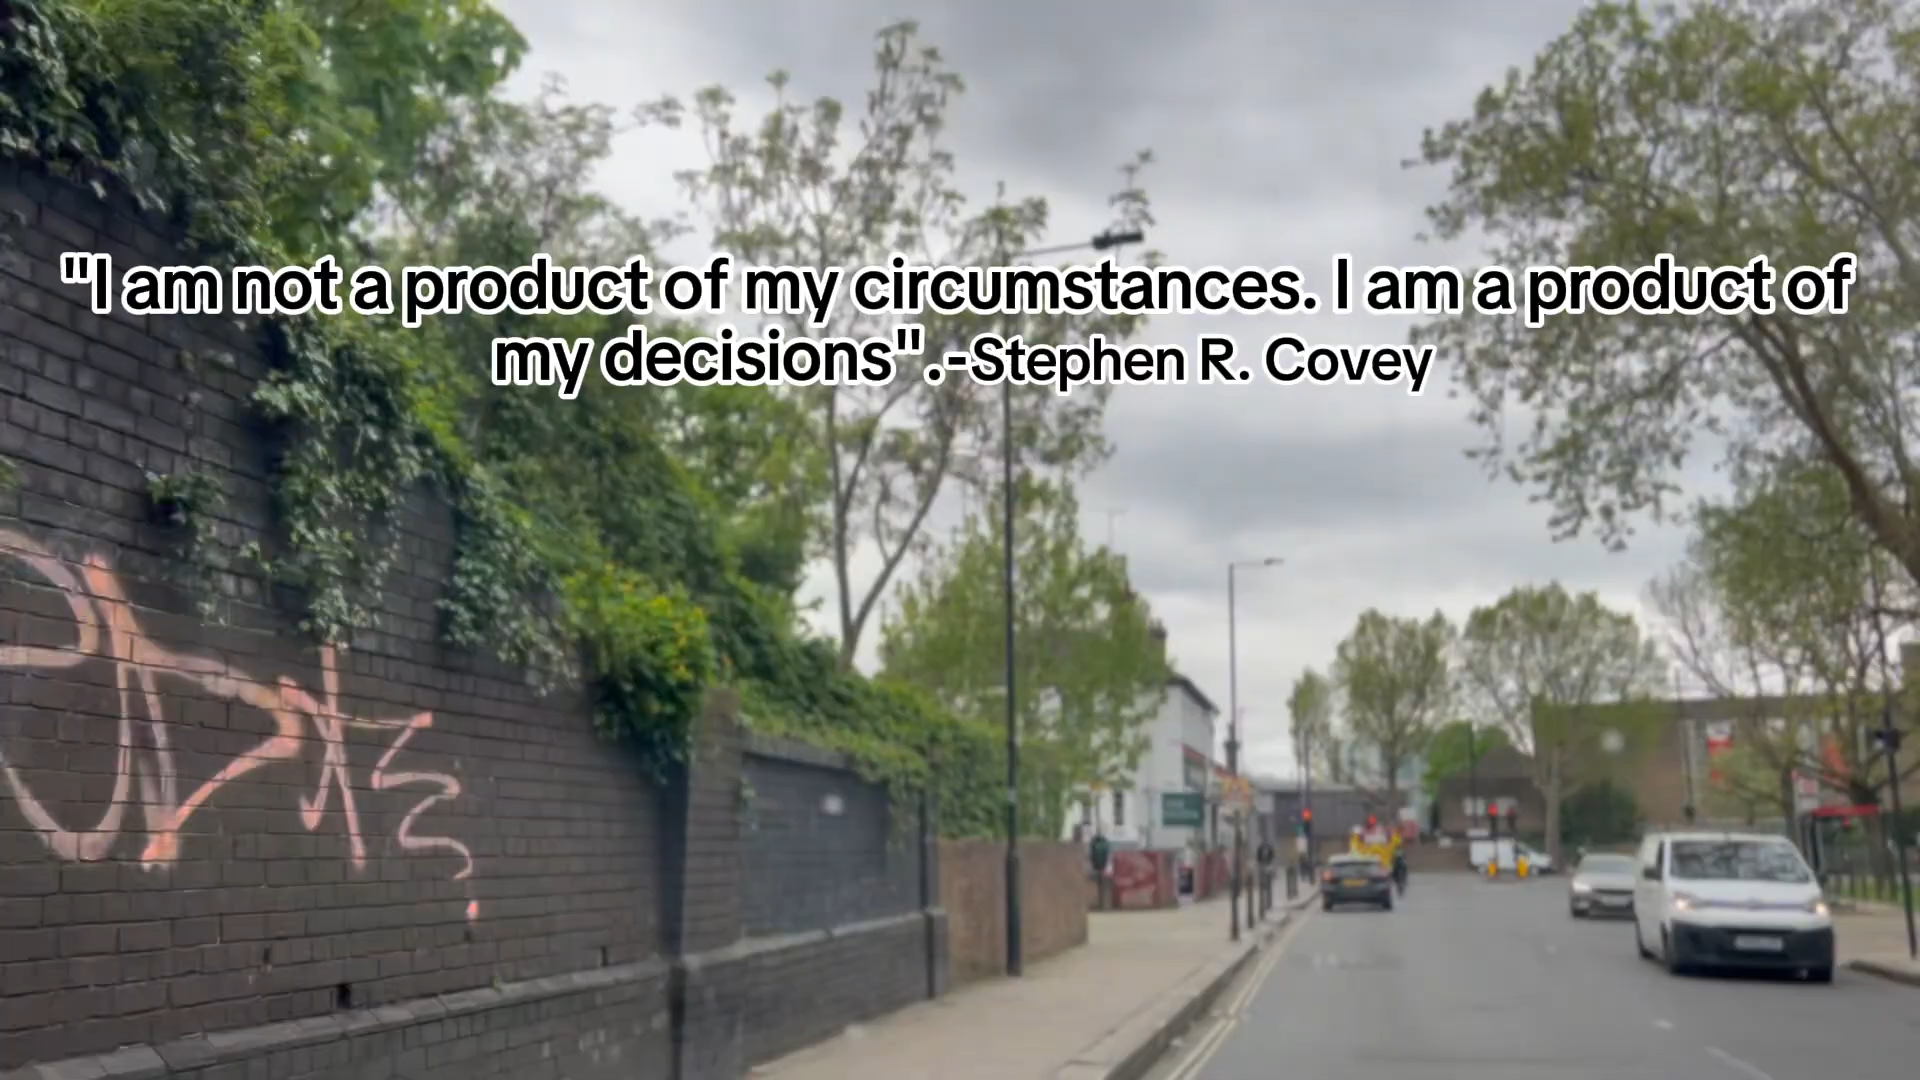 "I am not a product of my circumstances. I am a product of
my decisions".-Stephen R. Covey